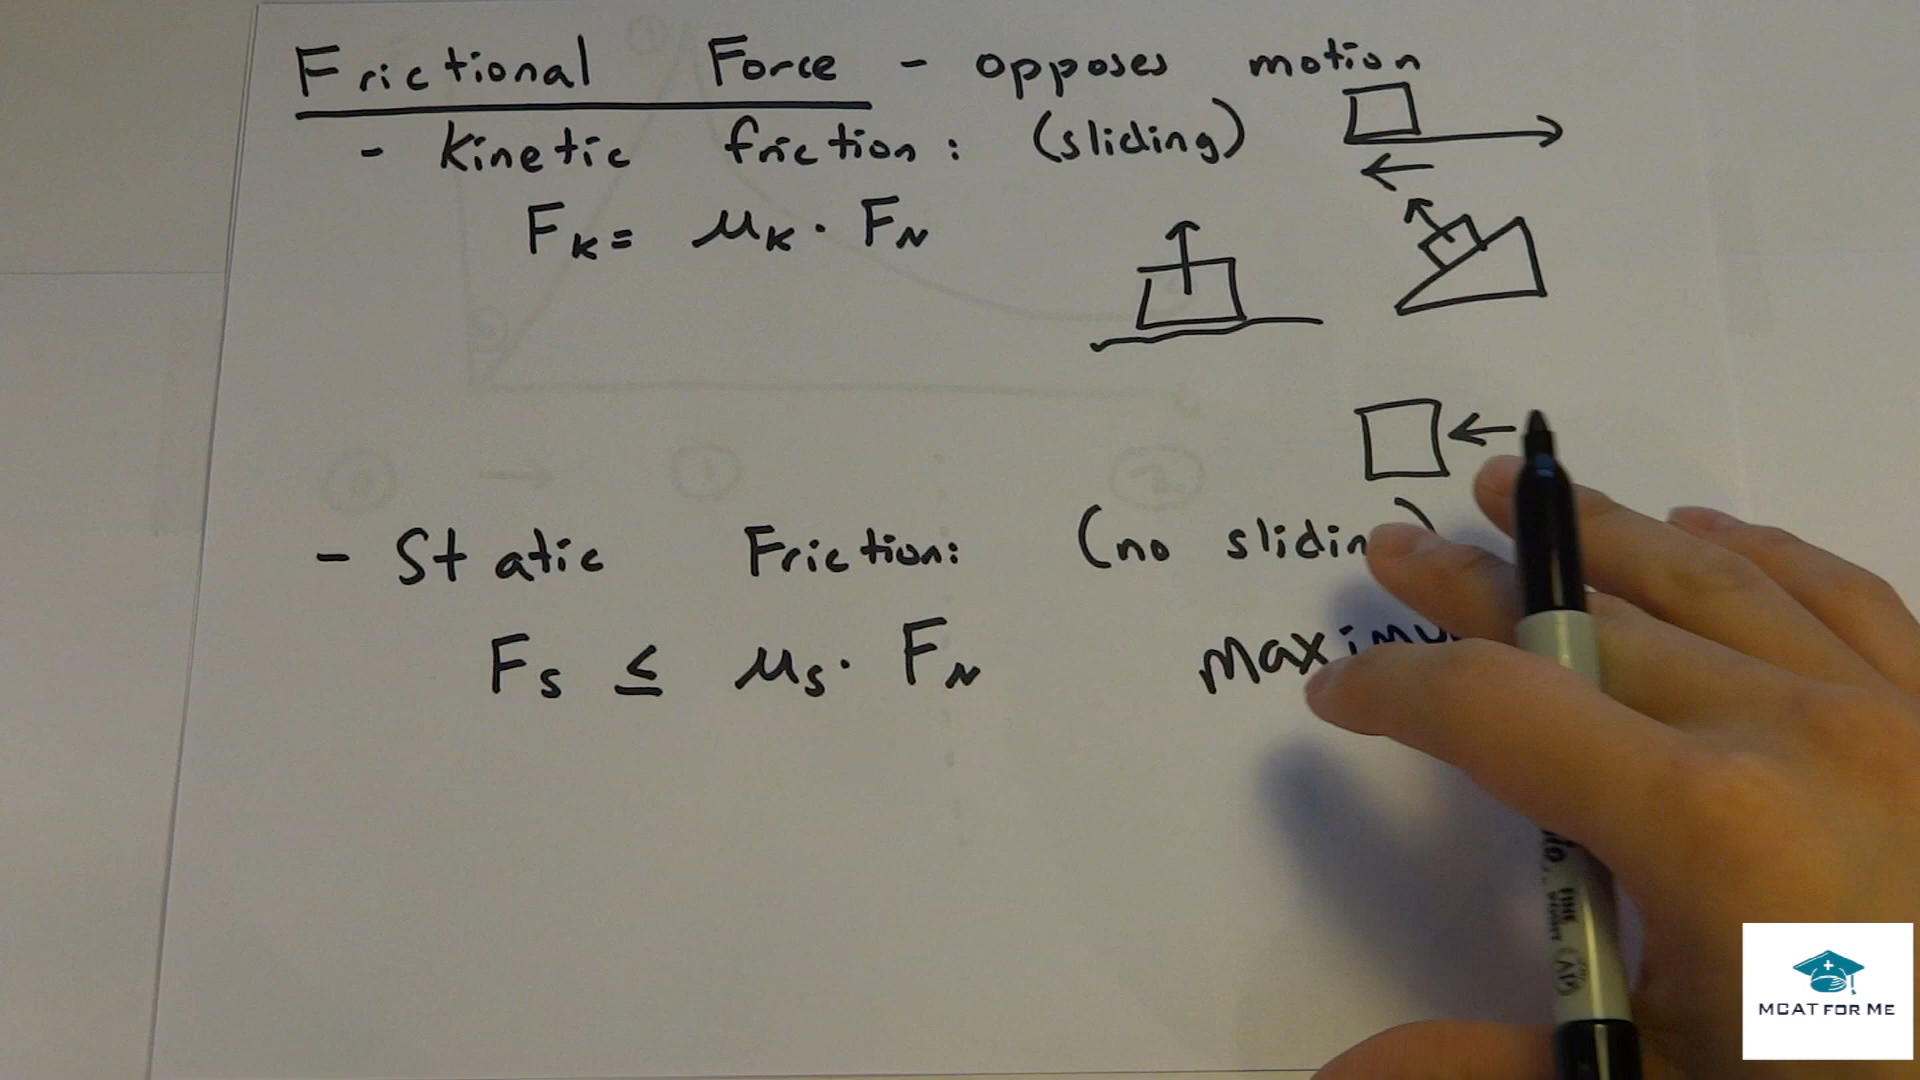 Frictional Force - opposes motion
- Kinetic friction: (sliding)
FK = μK · FN
- Static Friction: (no slidin)
FS ≤ μS · FN
MCAT FOR ME